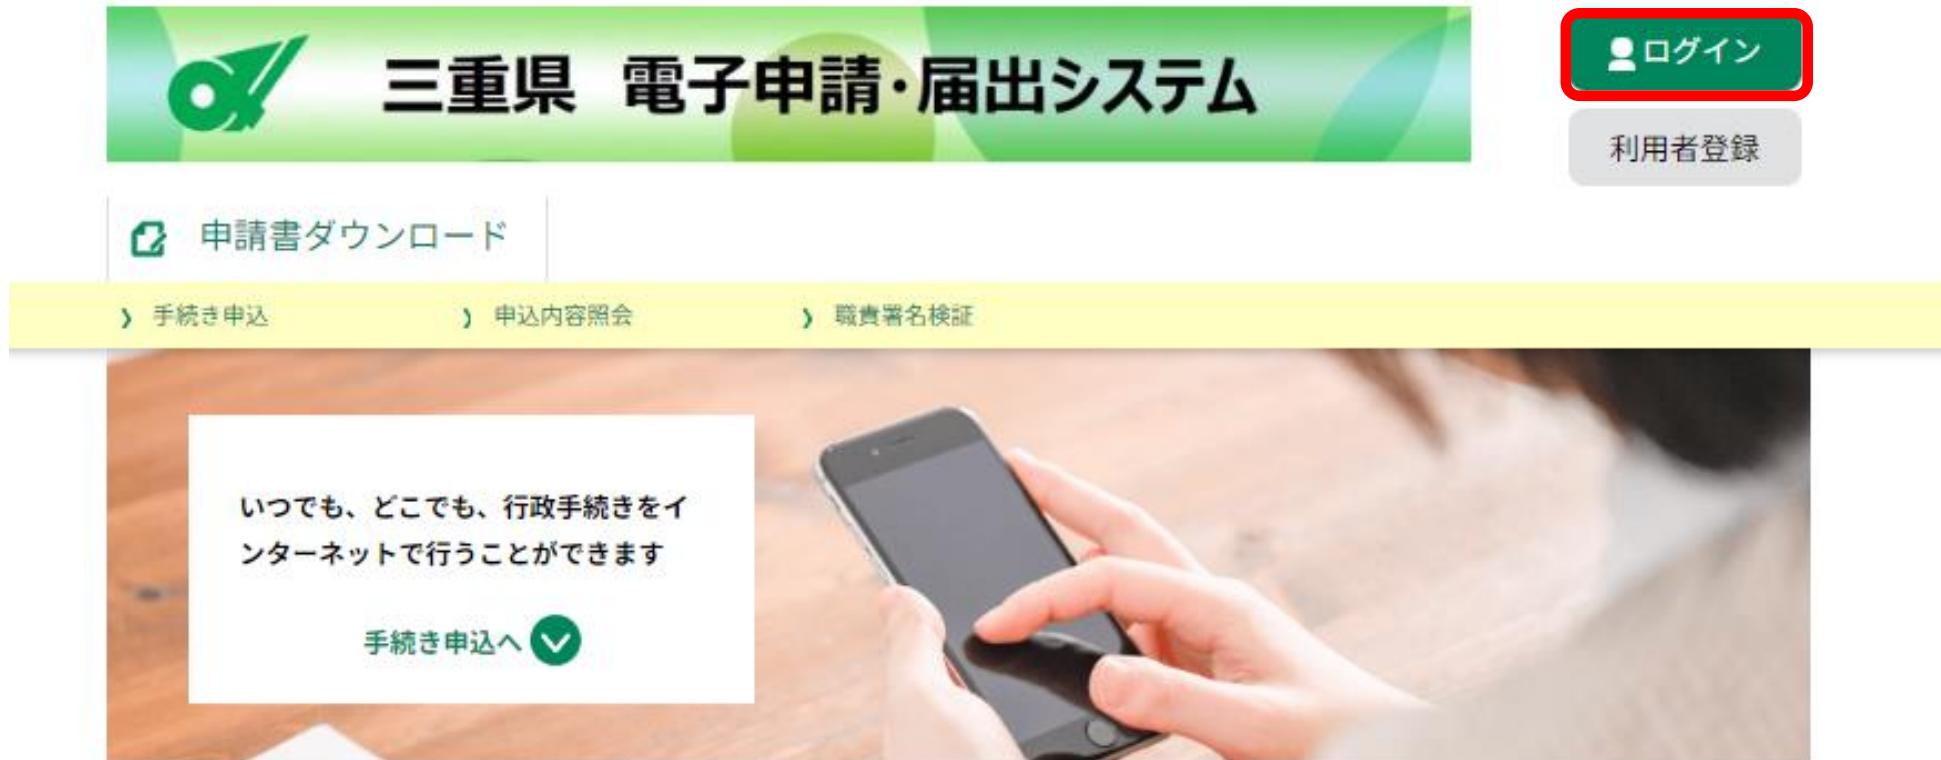 三重県 電子申請・届出システム
ログイン
利用者登録
申請書ダウンロード
手続き申込
申込内容照会
職責署名検証
いつでも、どこでも、行政手続きをイ
ンターネットで行うことができます
手続き申込へ